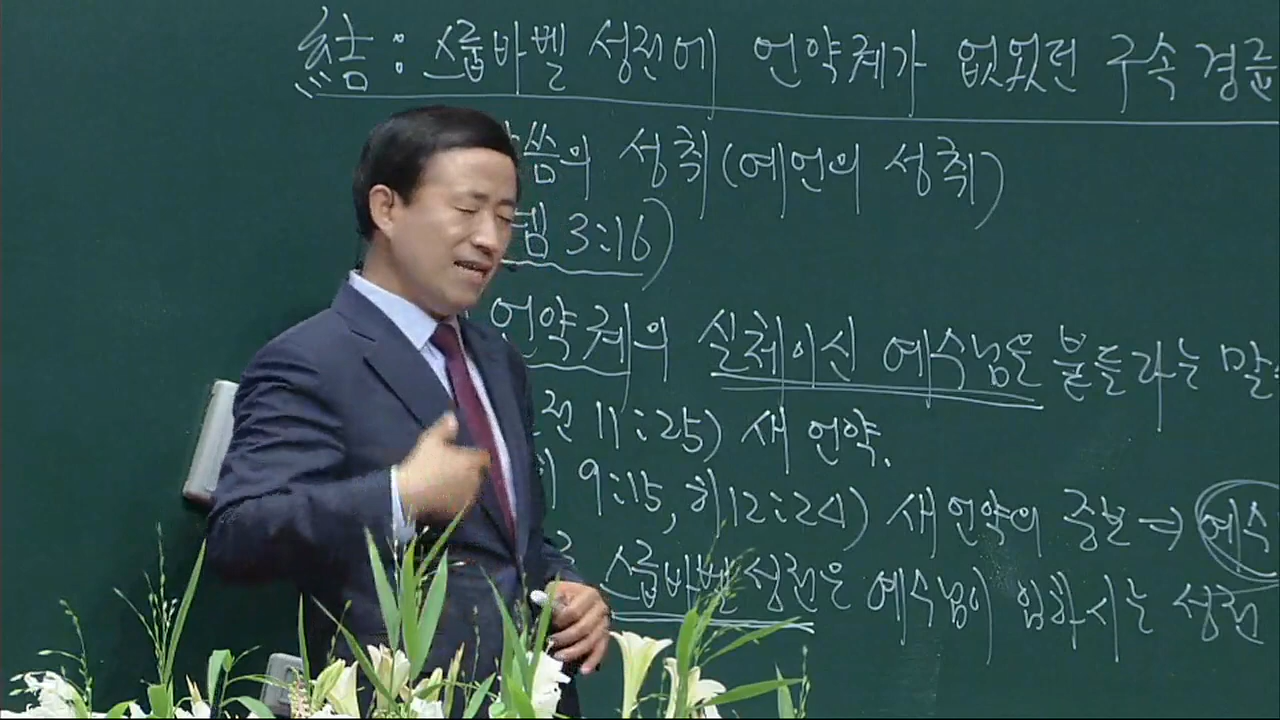 結: 스룹바벨 성전에 언약궤가 없었던 구속 경륜
말씀의 성취(예언의 성취)
렘 3:16)
언약궤의 실체이신 예수님을 붙들라는 말
전 11:25) 새 언약.
히 9:15, 히 12:24) 새 언약의 중보 ⇒ 예수
스룹바벨 성전은 예수님이 임하시는 성전